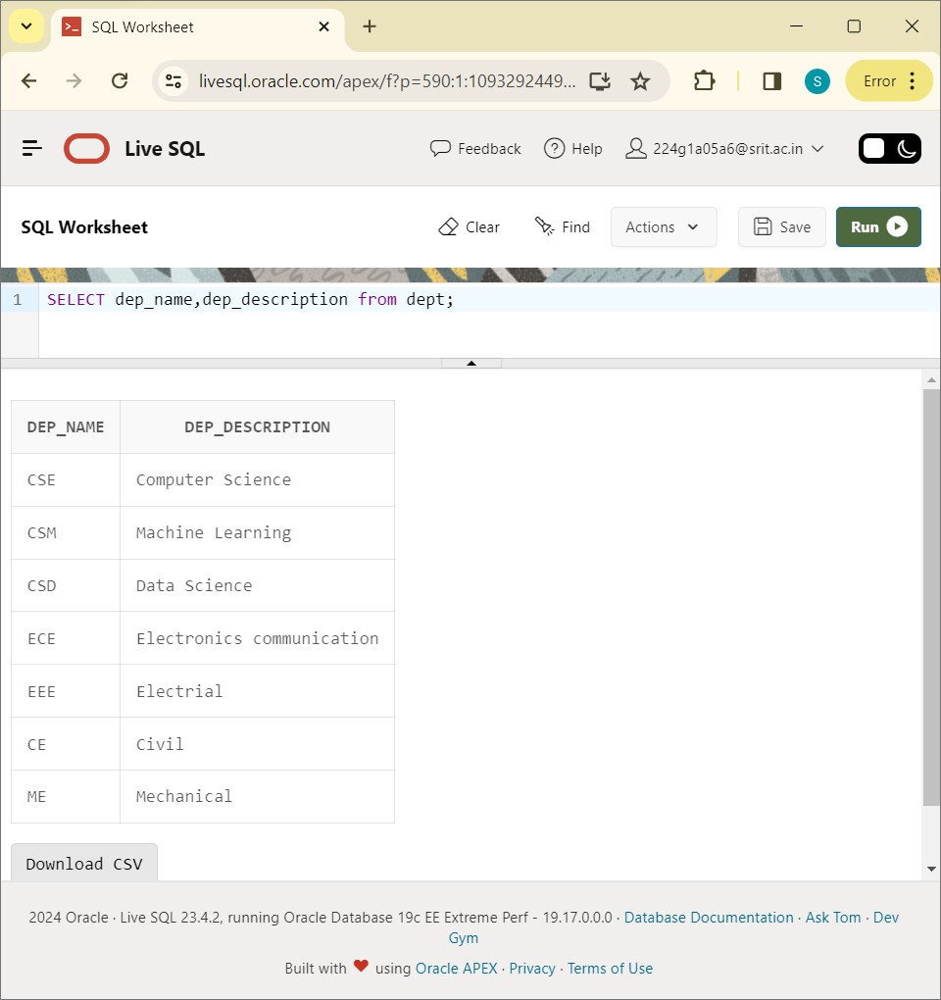 SQL Worksheet
livesql.oracle.com/apex/f?p=590:1:1093292449...
S
Error
Live SQL
Feedback
Help
224g1a05a6@srit.ac.in
SQL Worksheet
Clear
Find
Actions
Save
Run
1 SELECT dep_name,dep_description from dept;
DEP_NAME DEP_DESCRIPTION
CSE Computer Science
CSM Machine Learning
CSD Data Science
ECE Electronics communication
EEE Electrial
CE Civil
ME Mechanical
Download CSV
2024 Oracle · Live SQL 23.4.2, running Oracle Database 19c EE Extreme Perf - 19.17.0.0.0 · Database Documentation · Ask Tom · Dev
Gym
Built with ❤ using Oracle APEX · Privacy · Terms of Use